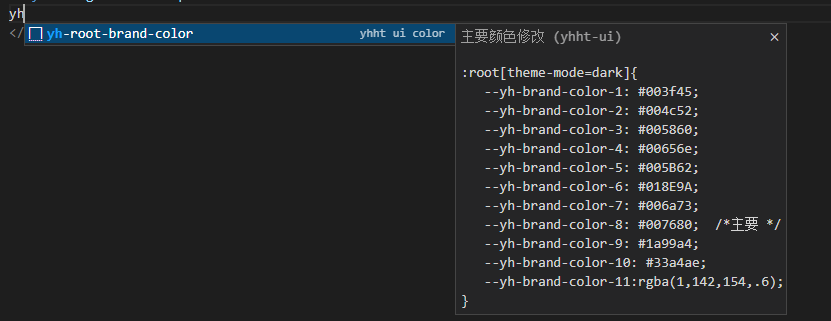 yh
</
yh-root-brand-color yhht ui color
主要颜色修改 (yhht-ui) ×
:root[theme-mode=dark]{
--yh-brand-color-1: #003f45;
--yh-brand-color-2: #004c52;
--yh-brand-color-3: #005860;
--yh-brand-color-4: #00656e;
--yh-brand-color-5: #005B62;
--yh-brand-color-6: #018E9A;
--yh-brand-color-7: #006a73;
--yh-brand-color-8: #007680; /*主要 */
--yh-brand-color-9: #1a99a4;
--yh-brand-color-10: #33a4ae;
--yh-brand-color-11:rgba(1,142,154,.6);
}